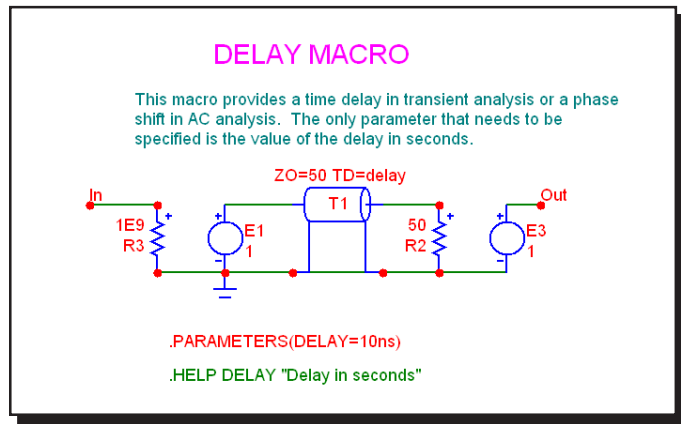 DELAY MACRO
This macro provides a time delay in transient analysis or a phase
shift in AC analysis. The only parameter that needs to be
specified is the value of the delay in seconds.
ZO=50 TD=delay
In
T1
Out
1E9
R3
E1
1
50
R2
E3
1
.PARAMETERS(DELAY=10ns)
.HELP DELAY "Delay in seconds"